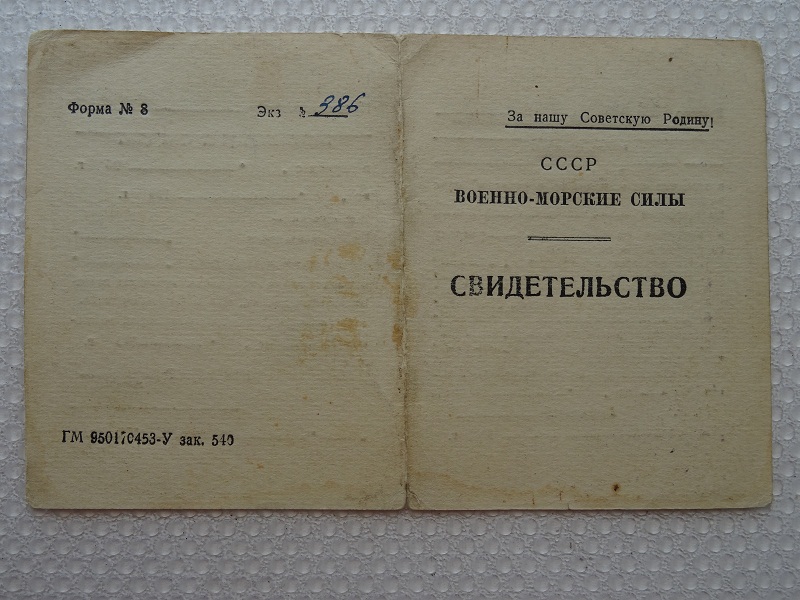 Форма № 8
Экз № 386
ГМ 950170453-У зак. 540
За нашу Советскую Родину!
СССР
ВОЕННО-МОРСКИЕ СИЛЫ
СВИДЕТЕЛЬСТВО